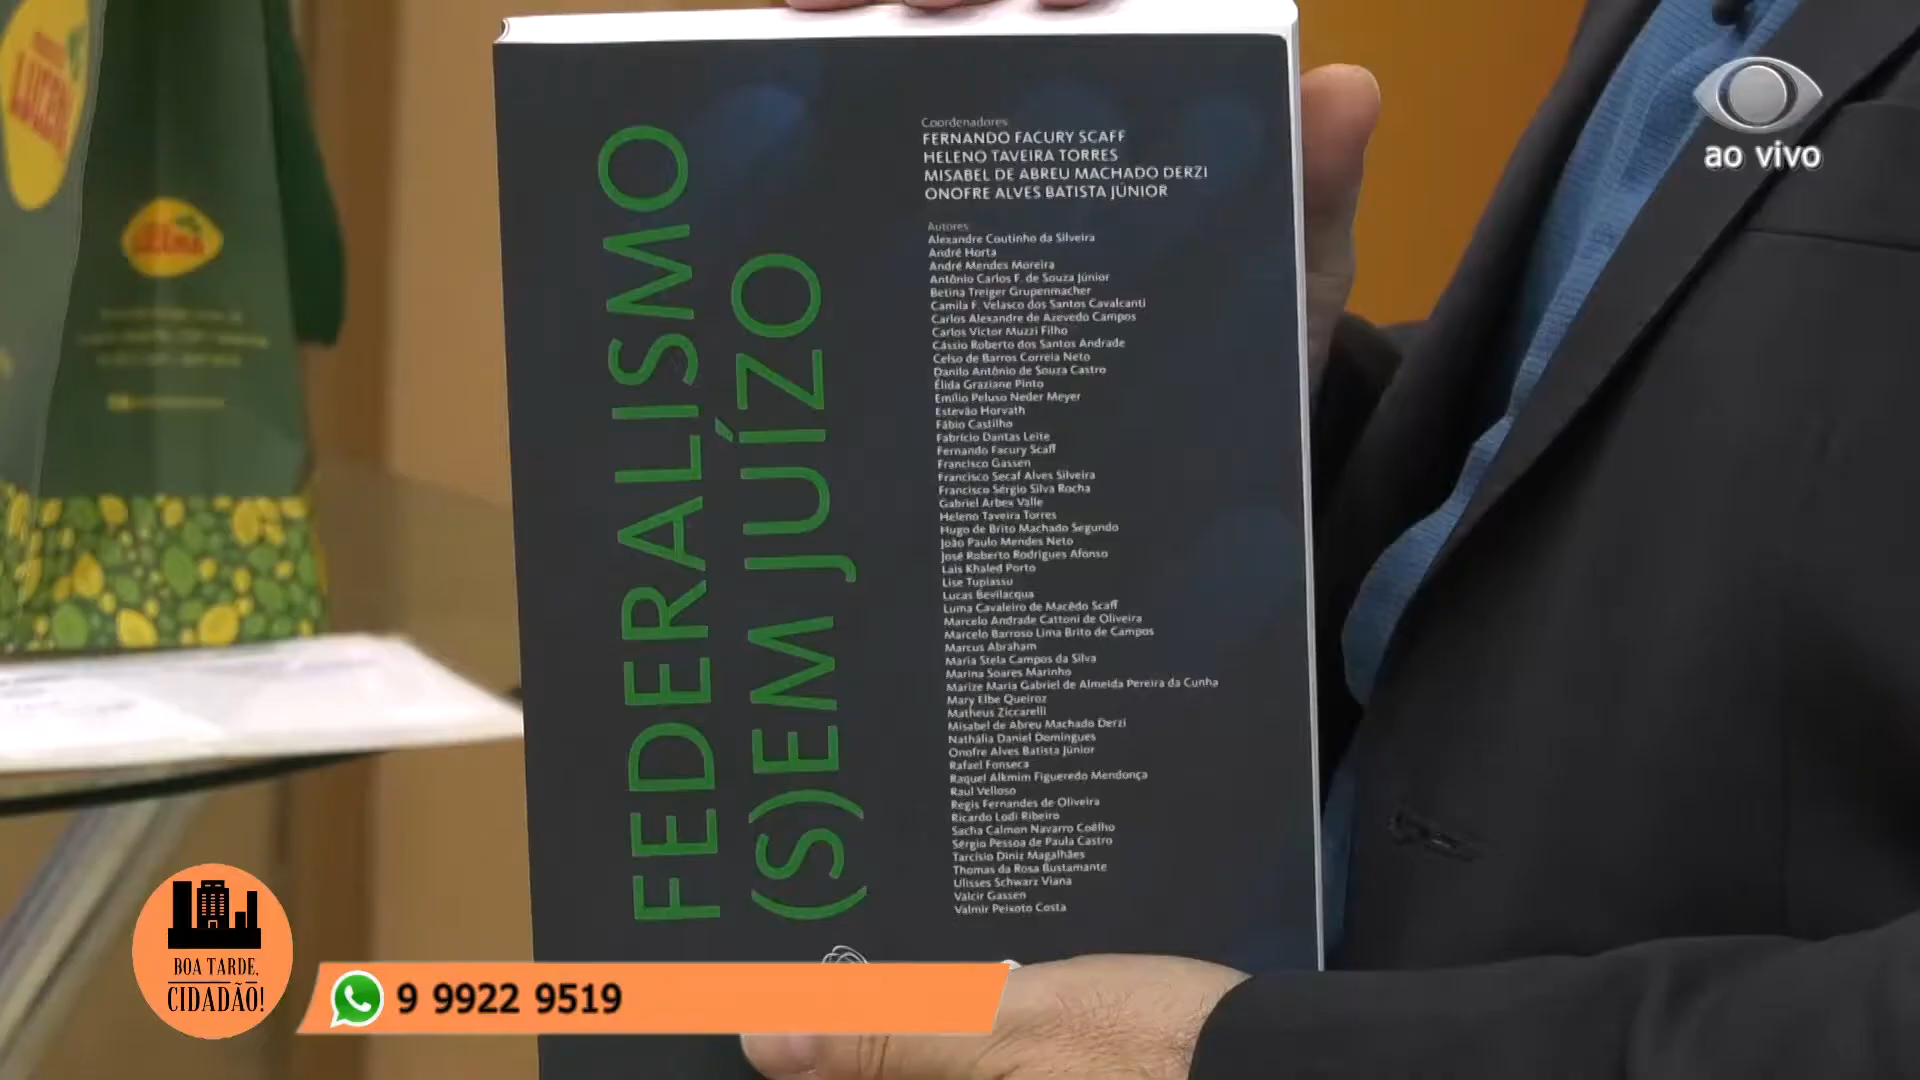 FEDERALISMO
(S)EM JUÍZO
Coordenadores
FERNANDO FACURY SCAFF
HELENO TAVEIRA TORRES
MISABEL DE ABREU MACHADO DERZI
ONOFRE ALVES BATISTA JÚNIOR
Autores
Alexandre Coutinho da Silveira
André Horta
André Mendes Moreira
Antônio Carlos F. de Souza Júnior
Betina Treiger Grupenmacher
Camila F. Velasco dos Santos Cavalcanti
Carlos Alexandre de Azevedo Campos
Carlos Victor Muzzi Filho
Cássio Roberto dos Santos Andrade
Celso de Barros Correia Neto
Danilo Antônio de Souza Castro
Élida Graziane Pinto
Emílio Peluso Neder Meyer
Estevão Horvath
Fábio Castilho
Fabrício Dantas Leite
Fernando Facury Scaff
Francisco Gassen
Francisco Secaf Alves Silveira
Francisco Sérgio Silva Rocha
Gabriel Arbex Valle
Heleno Taveira Torres
Hugo de Brito Machado Segundo
João Paulo Mendes Neto
José Roberto Rodrigues Afonso
Lais Khaled Porto
Lise Tupiassu
Lucas Bevilacqua
Luma Cavaleiro de Macêdo Scaff
Marcelo Andrade Cattoni de Oliveira
Marcelo Barroso Lima Brito de Campos
Marcus Abraham
Maria Stela Campos da Silva
Marina Soares Marinho
Marize Maria Gabriel de Almeida Pereira da Cunha
Mary Elbe Queiroz
Matheus Ziccarelli
Misabel de Abreu Machado Derzi
Nathália Daniel Domingues
Onofre Alves Batista Júnior
Rafael Fonseca
Raquel Alkmim Figueredo Mendonça
Raul Velloso
Regis Fernandes de Oliveira
Ricardo Lodi Ribeiro
Sacha Calmon Navarro Coêlho
Sérgio Pessoa de Paula Castro
Tarcísio Diniz Magalhães
Thomas da Rosa Bustamante
Ulisses Schwarz Viana
Valcir Gassen
Valmir Peixoto Costa
ao vivo
BOA TARDE,
CIDADÃO!
9 9922 9519